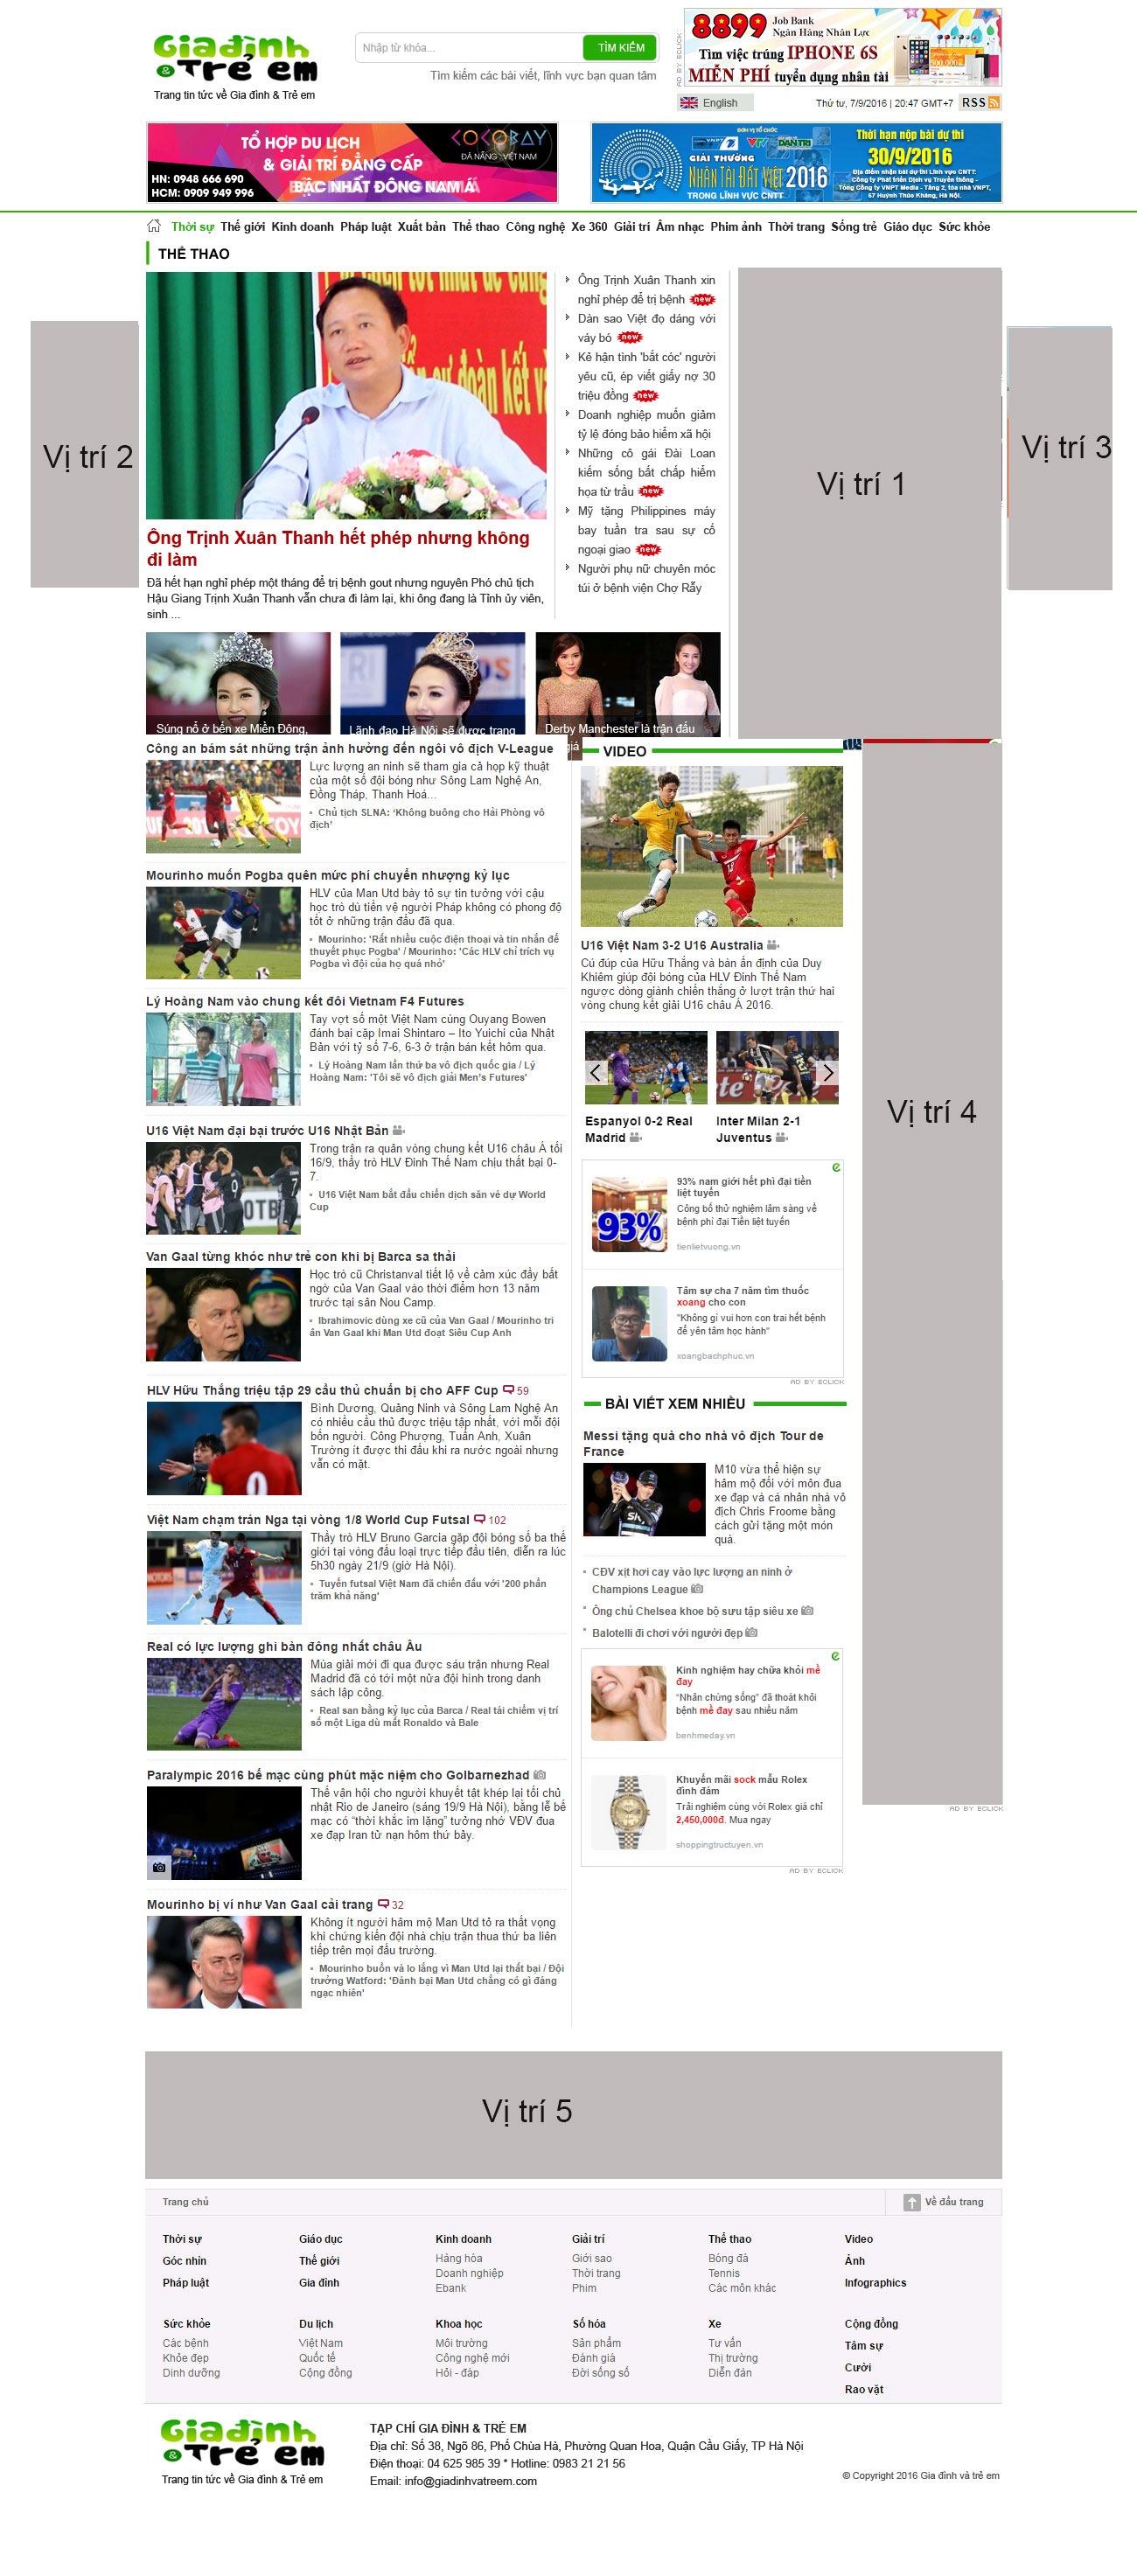 Gia đình
& Trẻ em
Trang tin tức về Gia đình & Trẻ em
Nhập từ khóa...
TÌM KIẾM
Tìm kiếm các bài viết, lĩnh vực bạn quan tâm
AD BY ECLICK
8899 Job Bank
Ngân Hàng Nhân Lực
Tìm việc trúng IPHONE 6S
MIỄN PHÍ tuyển dụng nhân tài
English
Thứ tư, 7/9/2016 | 20:47 GMT+7
RSS
TỔ HỢP DU LỊCH
& GIẢI TRÍ ĐẲNG CẤP
BẬC NHẤT ĐÔNG NAM Á
HN: 0948 666 690
HCM: 0909 949 996
COCOBAY
ĐÀ NẴNG VIỆT NAM
ĐƠN VỊ TỔ CHỨC
VNPT VTV DÂN TRÍ
GIẢI THƯỞNG
NHÂN TÀI ĐẤT VIỆT 2016
TRONG LĨNH VỰC CNTT
Thời hạn nộp bài dự thi
30/9/2016
Địa điểm nhận bài dự thi Lĩnh vực CNTT:
Công ty Phát triển Dịch vụ Truyền thông -
Tổng Công ty VNPT Media - Tầng 2, tòa nhà VNPT,
57 Huỳnh Thúc Kháng, Hà Nội.
Thời sự Thế giới Kinh doanh Pháp luật Xuất bản Thể thao Công nghệ Xe 360 Giải trí Âm nhạc Phim ảnh Thời trang Sống trẻ Giáo dục Sức khỏe
THỂ THAO
Ông Trịnh Xuân Thanh hết phép nhưng không
đi làm
Đã hết hạn nghỉ phép một tháng để trị bệnh gout nhưng nguyên Phó chủ tịch
Hậu Giang Trịnh Xuân Thanh vẫn chưa đi làm lại, khi ông đang là Tỉnh ủy viên,
sinh ...
Ông Trịnh Xuân Thanh xin
nghỉ phép để trị bệnh new
Dàn sao Việt đọ dáng với
váy bó new
Kẻ hận tình 'bắt cóc' người
yêu cũ, ép viết giấy nợ 30
triệu đồng new
Doanh nghiệp muốn giảm
tỷ lệ đóng bảo hiểm xã hội
Những cô gái Đài Loan
kiếm sống bất chấp hiểm
họa từ trầu new
Mỹ tặng Philippines máy
bay tuần tra sau sự cố
ngoại giao new
Người phụ nữ chuyên móc
túi ở bệnh viện Chợ Rẫy
Vị trí 1
Vị trí 2
Vị trí 3
Súng nổ ở bến xe Miền Đông,
Lãnh đạo Hà Nội sẽ được trang
Derby Manchester là trận đấu
giá
Công an bám sát những trận ảnh hưởng đến ngôi vô địch V-League
Lực lượng an ninh sẽ tham gia cả họp kỹ thuật
của một số đội bóng như Sông Lam Nghệ An,
Đồng Tháp, Thanh Hoá...
Chủ tịch SLNA: 'Không buông cho Hải Phòng vô
địch'
Mourinho muốn Pogba quên mức phí chuyển nhượng kỷ lục
HLV của Man Utd bày tỏ sự tin tưởng với cậu
học trò dù tiền vệ người Pháp không có phong độ
tốt ở những trận đấu đã qua.
Mourinho: 'Rất nhiều cuộc điện thoại và tin nhắn để
thuyết phục Pogba' / Mourinho: 'Các HLV chỉ trích vụ
Pogba vì đội của họ quá nhỏ'
Lý Hoàng Nam vào chung kết đôi Vietnam F4 Futures
Tay vợt số một Việt Nam cùng Ouyang Bowen
đánh bại cặp Imai Shintaro – Ito Yuichi của Nhật
Bản với tỷ số 7-6, 6-3 ở trận bán kết hôm qua.
Lý Hoàng Nam lần thứ ba vô địch quốc gia / Lý
Hoàng Nam: 'Tôi sẽ vô địch giải Men's Futures'
U16 Việt Nam đại bại trước U16 Nhật Bản
Trong trận ra quân vòng chung kết U16 châu Á tối
16/9, thầy trò HLV Đinh Thế Nam chịu thất bại 0-
7.
U16 Việt Nam bắt đầu chiến dịch săn vé dự World
Cup
Van Gaal từng khóc như trẻ con khi bị Barca sa thải
Học trò cũ Christanval tiết lộ về cảm xúc đầy bất
ngờ của Van Gaal vào thời điểm hơn 13 năm
trước tại sân Nou Camp.
Ibrahimovic dùng xe cũ của Van Gaal / Mourinho tri
ân Van Gaal khi Man Utd đoạt Siêu Cup Anh
HLV Hữu Thắng triệu tập 29 cầu thủ chuẩn bị cho AFF Cup 59
Bình Dương, Quảng Ninh và Sông Lam Nghệ An
có nhiều cầu thủ được triệu tập nhất, với mỗi đội
bốn người. Công Phượng, Tuấn Anh, Xuân
Trường ít được thi đấu khi ra nước ngoài nhưng
vẫn có mặt.
Việt Nam chạm trán Nga tại vòng 1/8 World Cup Futsal 102
Thầy trò HLV Bruno Garcia gặp đội bóng số ba thế
giới tại vòng đấu loại trực tiếp đầu tiên, diễn ra lúc
5h30 ngày 21/9 (giờ Hà Nội).
Tuyển futsal Việt Nam đã chiến đấu với '200 phần
trăm khả năng'
Real có lực lượng ghi bàn đông nhất châu Âu
Mùa giải mới đi qua được sáu trận nhưng Real
Madrid đã có tới một nửa đội hình trong danh
sách lập công.
Real san bằng kỷ lục của Barca / Real tái chiếm vị trí
số một Liga dù mất Ronaldo và Bale
Paralympic 2016 bế mạc cùng phút mặc niệm cho Golbarnezhad
Thế vận hội cho người khuyết tật khép lại tối chủ
nhật Rio de Janeiro (sáng 19/9 Hà Nội), bằng lễ bế
mạc có "thời khắc im lặng" tưởng nhớ VĐV đua
xe đạp Iran tử nạn hôm thứ bảy.
Mourinho bị ví như Van Gaal cải trang 32
Không ít người hâm mộ Man Utd tỏ ra thất vọng
khi chứng kiến đội nhà chịu trận thua thứ ba liên
tiếp trên mọi đấu trường.
Mourinho buồn và lo lắng vì Man Utd lại thất bại / Đội
trưởng Watford: 'Đánh bại Man Utd chẳng có gì đáng
ngạc nhiên'
VIDEO
U16 Việt Nam 3-2 U16 Australia
Cú đúp của Hữu Thắng và bàn ấn định của Duy
Khiêm giúp đội bóng của HLV Đinh Thế Nam
ngược dòng giành chiến thắng ở lượt trận thứ hai
vòng chung kết giải U16 châu Á 2016.
Espanyol 0-2 Real
Madrid
Inter Milan 2-1
Juventus
93%
93% nam giới hết phì đại tiền
liệt tuyến
Công bố thử nghiệm lâm sàng về
bệnh phì đại Tiền liệt tuyến
tienlietvuong.vn
Tâm sự cha 7 năm tìm thuốc
xoang cho con
"Không gì vui hơn con trai hết bệnh
để yên tâm học hành"
xoangbachphuc.vn
AD BY ECLICK
BÀI VIẾT XEM NHIỀU
Messi tặng quà cho nhà vô địch Tour de
France
M10 vừa thể hiện sự
hâm mộ đối với môn đua
xe đạp và cá nhân nhà vô
địch Chris Froome bằng
cách gửi tặng một món
quà.
CĐV xịt hơi cay vào lực lượng an ninh ở
Champions League
Ông chủ Chelsea khoe bộ sưu tập siêu xe
Balotelli đi chơi với người đẹp
Kinh nghiệm hay chữa khỏi mề
đay
"Nhân chứng sống" đã thoát khỏi
bệnh mề đay sau nhiều năm
benhmeday.vn
Khuyến mãi sock mẫu Rolex
đình đám
Trải nghiệm cùng với Rolex giá chỉ
2,450,000đ. Mua ngay
shoppingtructuyen.vn
AD BY ECLICK
Vị trí 4
AD BY ECLICK
Vị trí 5
Trang chủ
Về đầu trang
Thời sự
Góc nhìn
Pháp luật
Giáo dục
Thế giới
Gia đình
Kinh doanh
Hàng hóa
Doanh nghiệp
Ebank
Giải trí
Giới sao
Thời trang
Phim
Thể thao
Bóng đá
Tennis
Các môn khác
Video
Ảnh
Infographics
Sức khỏe
Các bệnh
Khỏe đẹp
Dinh dưỡng
Du lịch
Việt Nam
Quốc tế
Cộng đồng
Khoa học
Môi trường
Công nghệ mới
Hỏi - đáp
Số hóa
Sản phẩm
Đánh giá
Đời sống số
Xe
Tư vấn
Thị trường
Diễn đàn
Cộng đồng
Tâm sự
Cười
Rao vặt
Gia đình
& Trẻ em
Trang tin tức về Gia đình & Trẻ em
TẠP CHÍ GIA ĐÌNH & TRẺ EM
Địa chỉ: Số 38, Ngõ 86, Phố Chùa Hà, Phường Quan Hoa, Quận Cầu Giấy, TP Hà Nội
Điện thoại: 04 625 985 39 * Hotline: 0983 21 21 56
Email: info@giadinhvatreem.com
© Copyright 2016 Gia đình và trẻ em